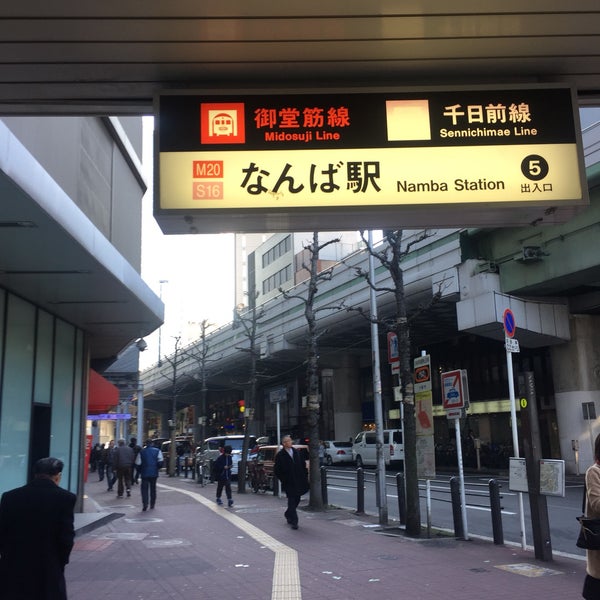 御堂筋線
Midosuji Line
千日前線
Sennichimae Line
M20
S16
なんば駅
Namba Station
5
出入口